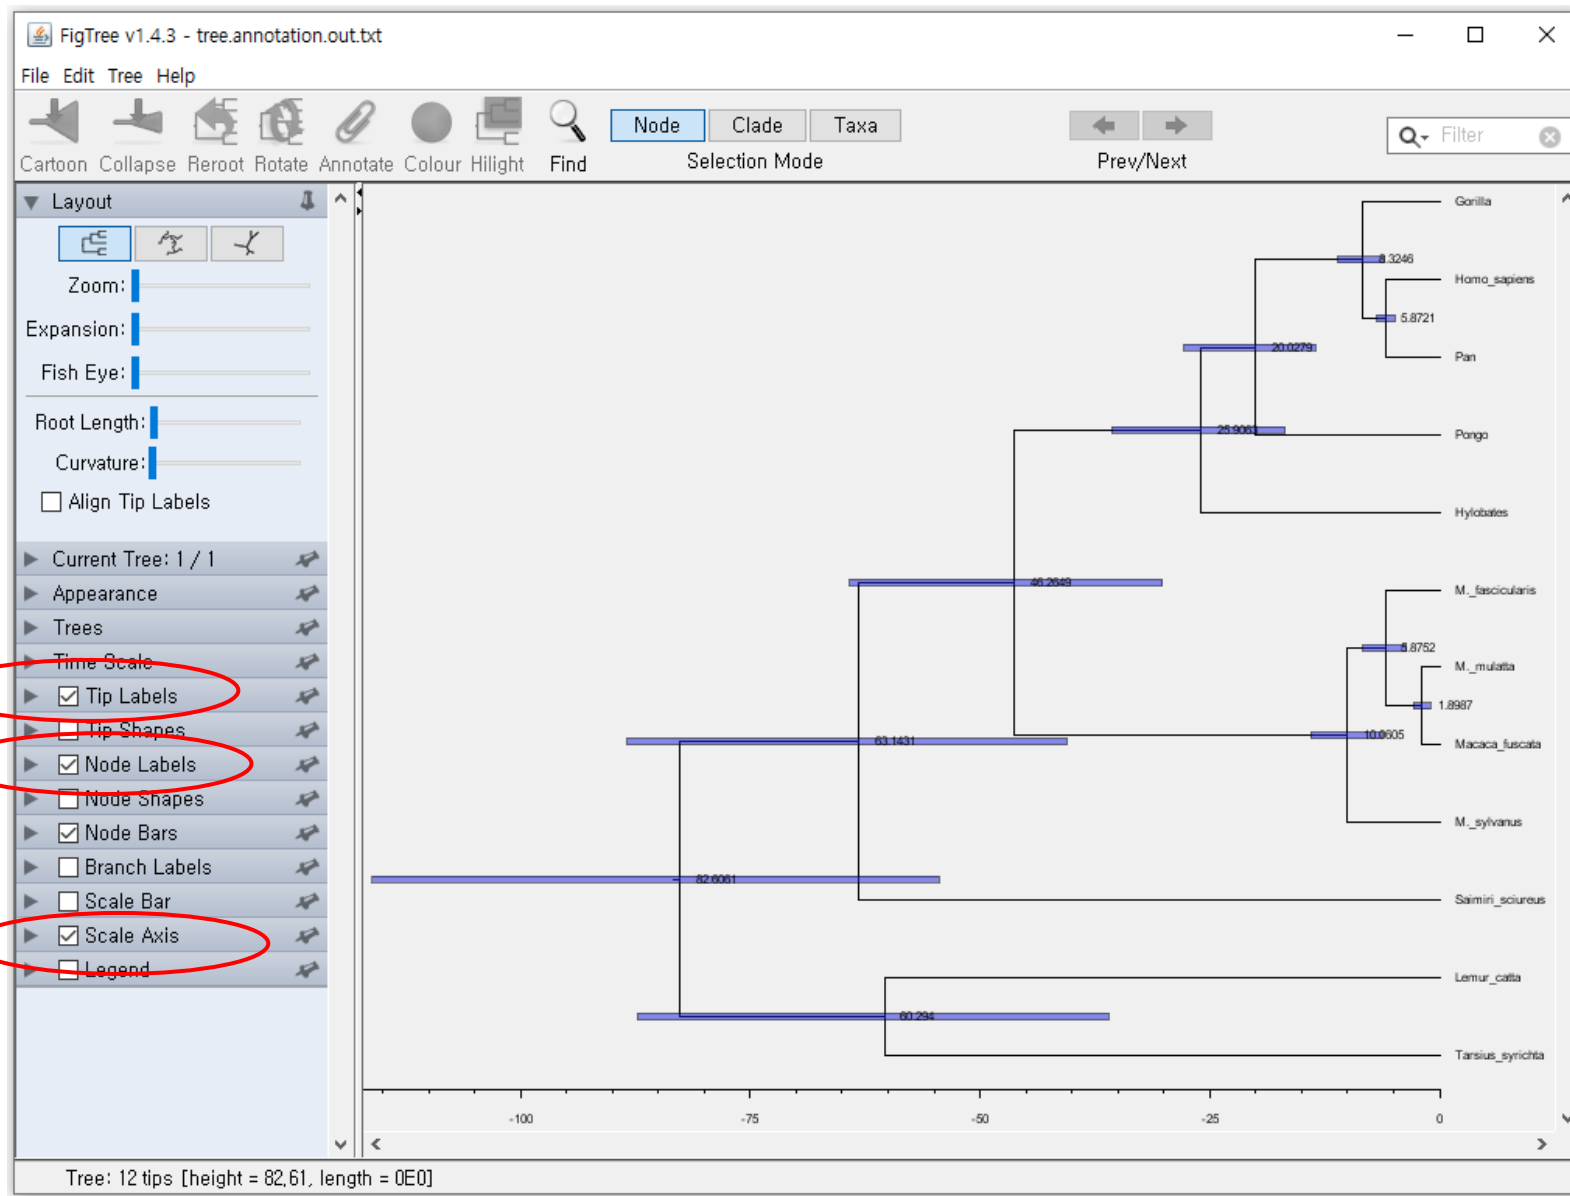 FigTree v1.4.3 - tree.annotation.out.txt
File Edit Tree Help
Cartoon Collapse Reroot Rotate Annotate Colour Hilight Find
Node Clade Taxa
Selection Mode
Prev/Next
Filter
Layout
Zoom:
Expansion:
Fish Eye:
Root Length:
Curvature:
Align Tip Labels
Current Tree: 1 / 1
Appearance
Trees
Time Scale
Tip Labels
Tip Shapes
Node Labels
Node Shapes
Node Bars
Branch Labels
Scale Bar
Scale Axis
Legend
Gorilla
8.3246
Homo_sapiens
5.8721
20.0279
Pan
25.9063
Pongo
Hylobates
46.2649
M._fascicularis
5.8752
M._mulatta
1.8987
10.0605
63.1431
Macaca_fuscata
M._sylvanus
82.6061
Saimiri_sciureus
Lemur_catta
60.294
Tarsius_syrichta
-100 -75 -50 -25 0
Tree: 12 tips [height = 82,61, length = 0E0]